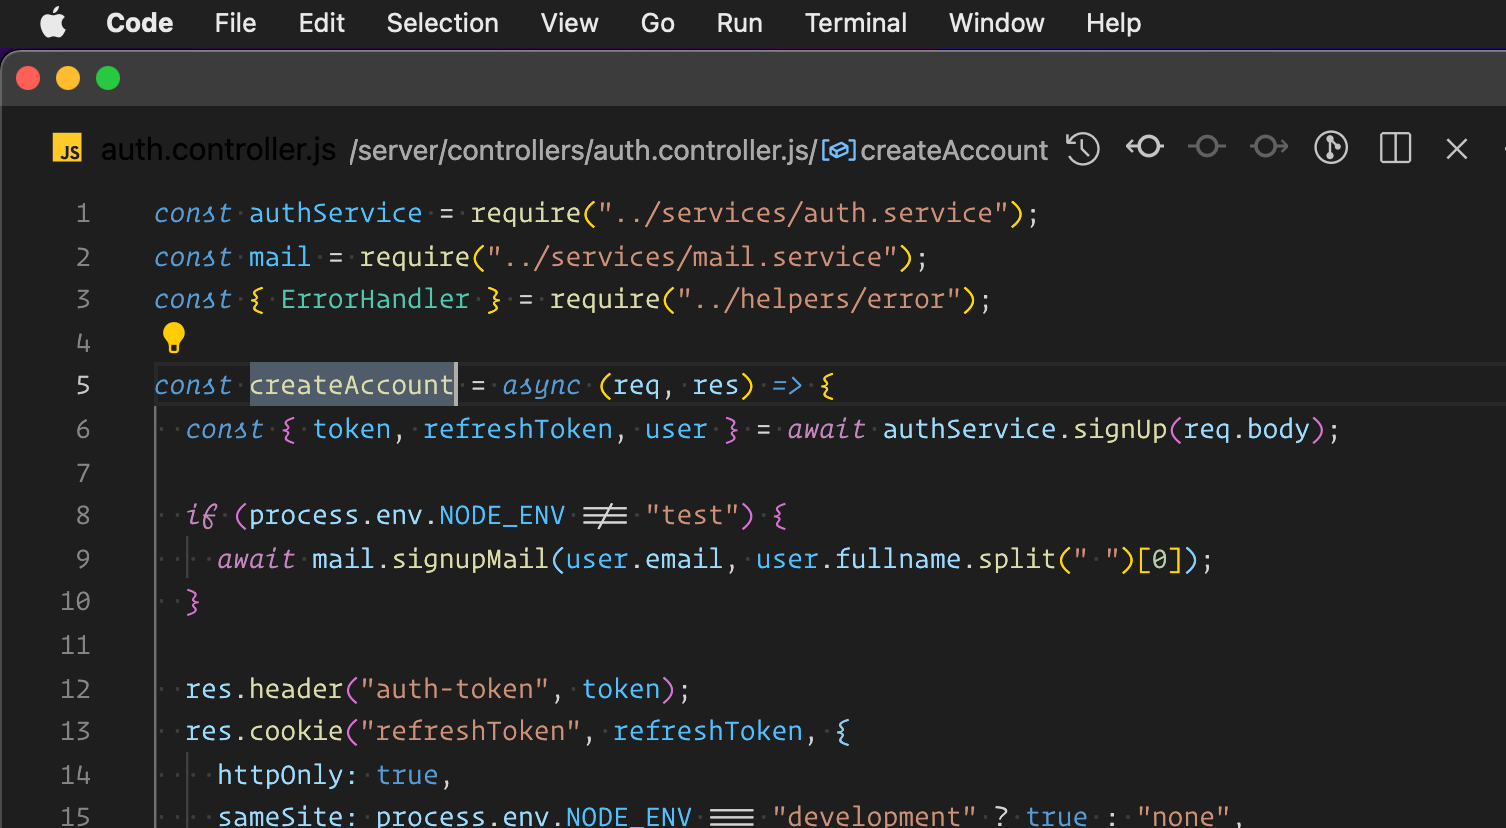 Code File Edit Selection View Go Run Terminal Window Help
JS auth.controller.js /server/controllers/auth.controller.js/createAccount
1 const authService = require("../services/auth.service");
2 const mail = require("../services/mail.service");
3 const { ErrorHandler } = require("../helpers/error");
4
5 const createAccount = async (req, res) => {
6 const { token, refreshToken, user } = await authService.signUp(req.body);
7
8 if (process.env.NODE_ENV !== "test") {
9 await mail.signupMail(user.email, user.fullname.split(" ")[0]);
10 }
11
12 res.header("auth-token", token);
13 res.cookie("refreshToken", refreshToken, {
14 httpOnly: true,
15 sameSite: process.env.NODE_ENV === "development" ? true : "none",